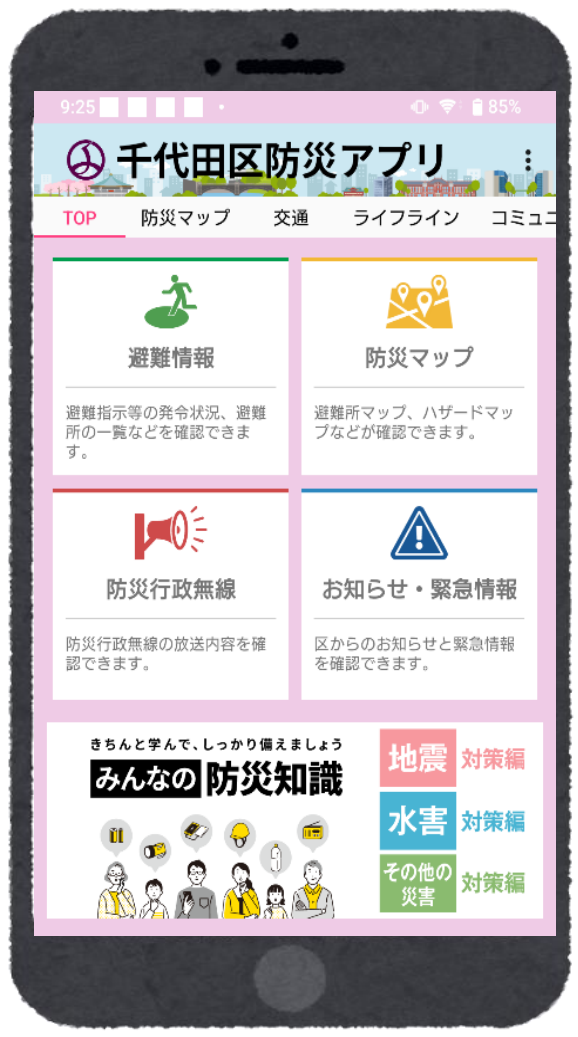 9:25
85%
千代田区防災アプリ
TOP 防災マップ 交通 ライフライン コミュニ
避難情報
避難指示等の発令状況、避難
所の一覧などを確認できま
す。
防災マップ
避難所マップ、ハザードマッ
プなどが確認できます。
防災行政無線
防災行政無線の放送内容を確
認できます。
お知らせ・緊急情報
区からのお知らせと緊急情報
を確認できます。
きちんと学んで、しっかり備えましょう
みんなの防災知識
地震 対策編
水害 対策編
その他の
災害 対策編